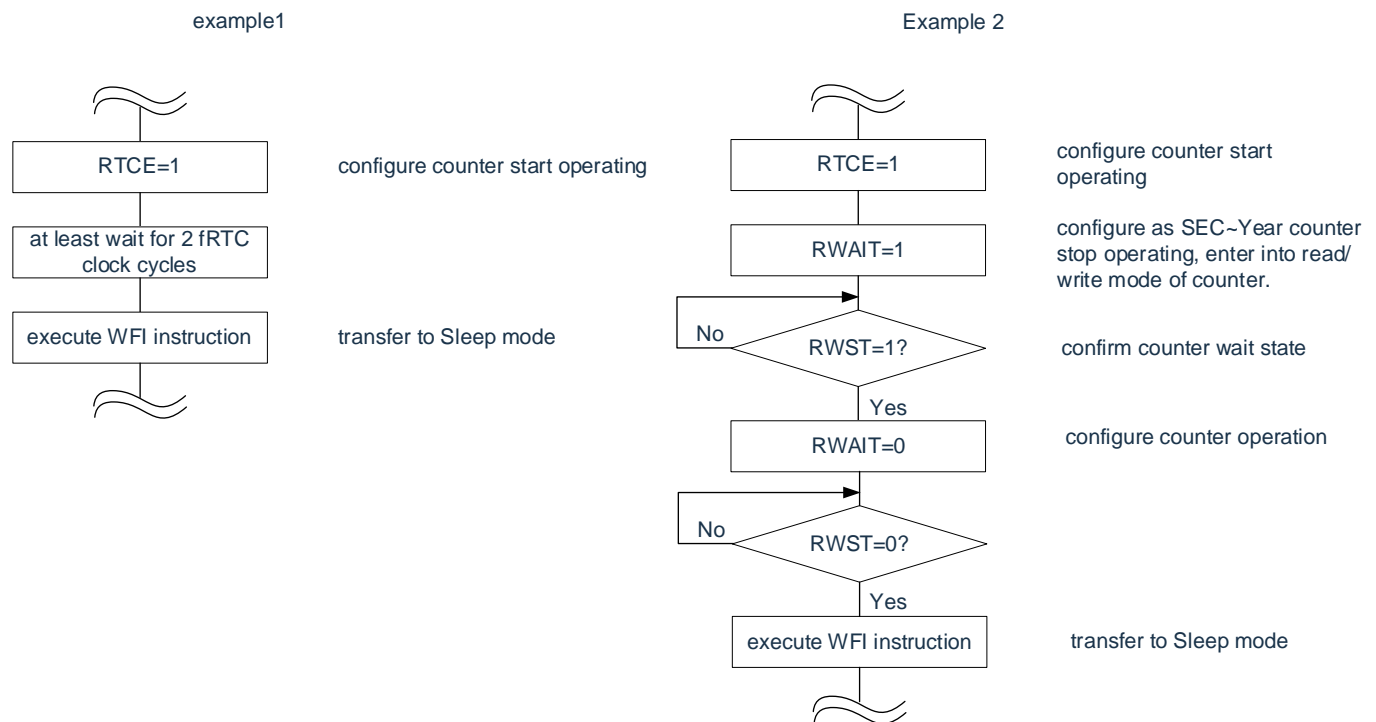 example1
RTCE=1
configure counter start operating
at least wait for 2 fRTC
clock cycles
execute WFI instruction
transfer to Sleep mode
Example 2
RTCE=1
configure counter start
operating
RWAIT=1
configure as SEC~Year counter
stop operating, enter into read/
write mode of counter.
No
RWST=1?
confirm counter wait state
Yes
RWAIT=0
configure counter operation
No
RWST=0?
Yes
execute WFI instruction
transfer to Sleep mode